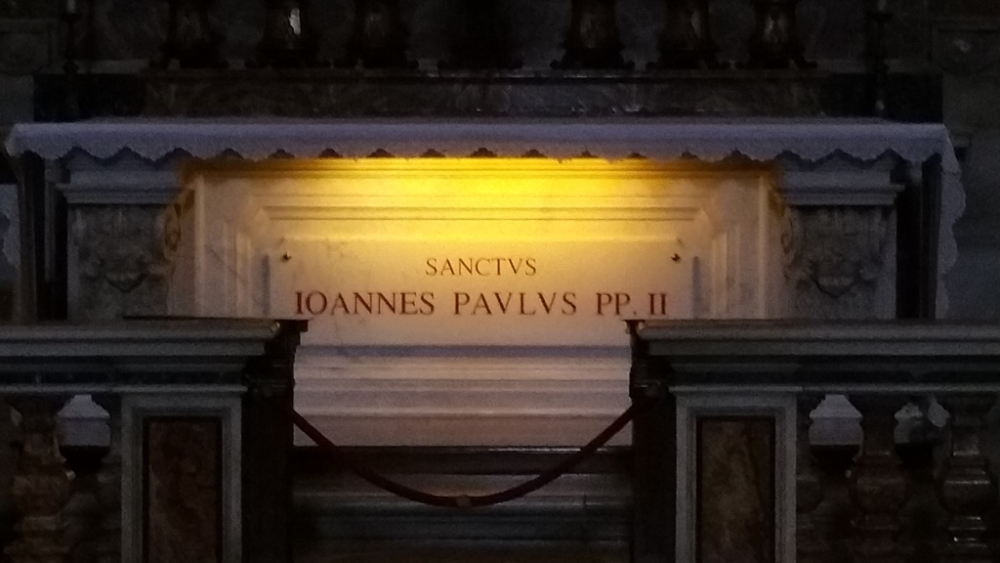 SANCTVS
IOANNES PAVLVS PP. II